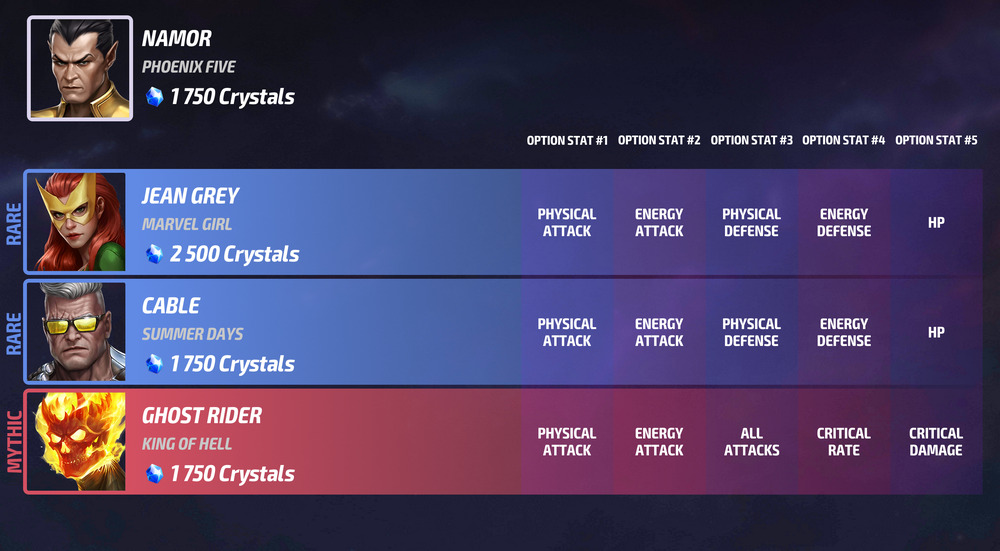 NAMOR
PHOENIX FIVE
1 750 Crystals
OPTION STAT #1 OPTION STAT #2 OPTION STAT #3 OPTION STAT #4 OPTION STAT #5
RARE
JEAN GREY
MARVEL GIRL
2 500 Crystals
PHYSICAL ATTACK
ENERGY ATTACK
PHYSICAL DEFENSE
ENERGY DEFENSE
HP
RARE
CABLE
SUMMER DAYS
1 750 Crystals
PHYSICAL ATTACK
ENERGY ATTACK
PHYSICAL DEFENSE
ENERGY DEFENSE
HP
MYTHIC
GHOST RIDER
KING OF HELL
1 750 Crystals
PHYSICAL ATTACK
ENERGY ATTACK
ALL ATTACKS
CRITICAL RATE
CRITICAL DAMAGE